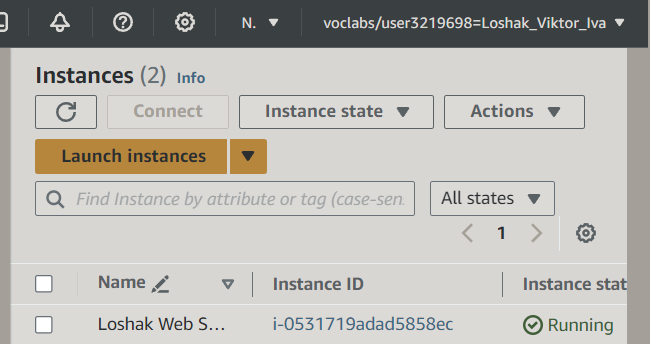 N. voclabs/user3219698=Loshak_Viktor_Iva
Instances (2) Info
Connect Instance state Actions
Launch instances
Find Instance by attribute or tag (case-sen. All states
1
Name Instance ID Instance stat
Loshak Web S... i-0531719adad5858ec Running